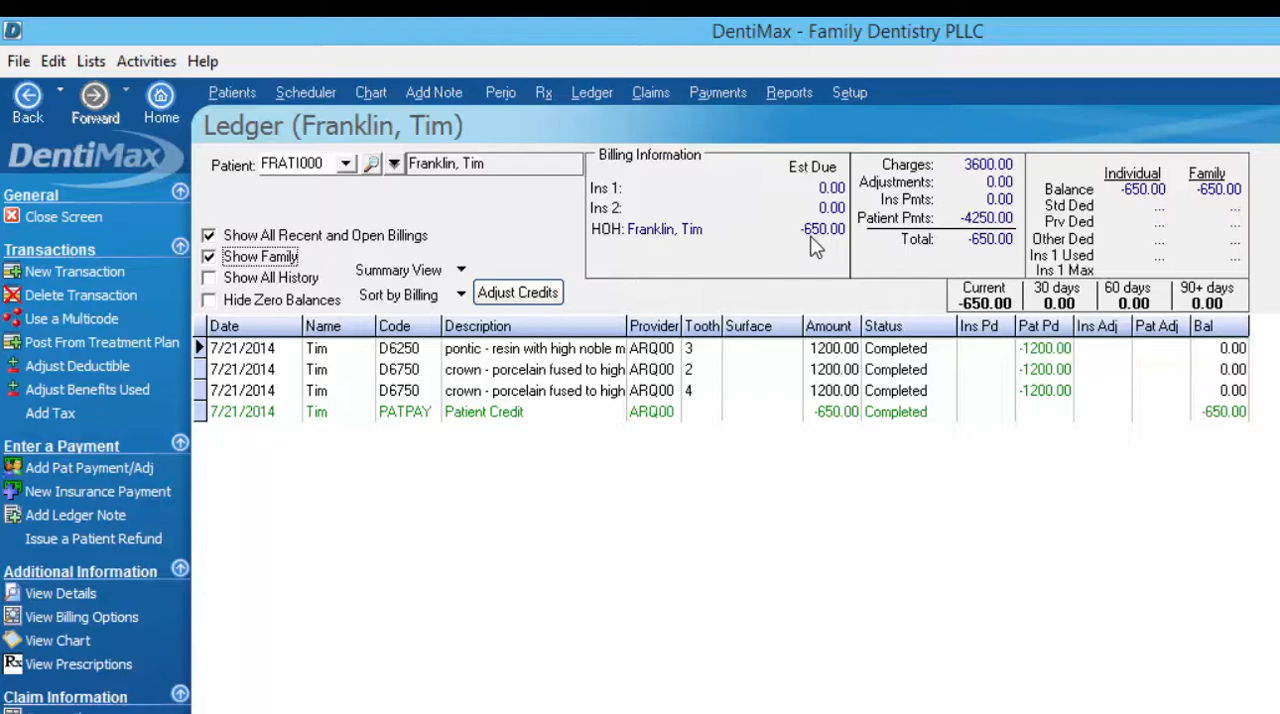 D
DentiMax - Family Dentistry PLLC
File Edit Lists Activities Help
Back Forward Home
Patients Scheduler Chart Add Note Perio Rx Ledger Claims Payments Reports Setup
Ledger (Franklin, Tim)
DentiMax
General
Close Screen
Transactions
New Transaction
Delete Transaction
Use a Multicode
Post From Treatment Plan
Adjust Deductible
Adjust Benefits Used
Add Tax
Enter a Payment
Add Pat Payment/Adj
New Insurance Payment
Add Ledger Note
Issue a Patient Refund
Additional Information
View Details
View Billing Options
View Chart
Rx View Prescriptions
Claim Information
Patient: FRATI000 Franklin, Tim
Show All Recent and Open Billings
Show Family
Show All History
Hide Zero Balances
Summary View
Sort by Billing
Adjust Credits
Billing Information
Est Due
Ins 1: 0.00
Ins 2: 0.00
HOH: Franklin, Tim -650.00
Charges: 3600.00
Adjustments: 0.00
Ins Pmts: 0.00
Patient Pmts: -4250.00
Total: -650.00
Individual Family
Balance -650.00 -650.00
Std Ded ... ...
Prv Ded ... ...
Other Ded ... ...
Ins 1 Used ... ...
Ins 1 Max
Current 30 days 60 days 90+ days
-650.00 0.00 0.00 0.00
Date Name Code Description Provider Tooth Surface Amount Status Ins Pd Pat Pd Ins Adj Pat Adj Bal
7/21/2014 Tim D6250 pontic - resin with high noble m ARQ00 3 1200.00 Completed -1200.00 0.00
7/21/2014 Tim D6750 crown - porcelain fused to high ARQ00 2 1200.00 Completed -1200.00 0.00
7/21/2014 Tim D6750 crown - porcelain fused to high ARQ00 4 1200.00 Completed -1200.00 0.00
7/21/2014 Tim PATPAY Patient Credit ARQ00 -650.00 Completed -650.00